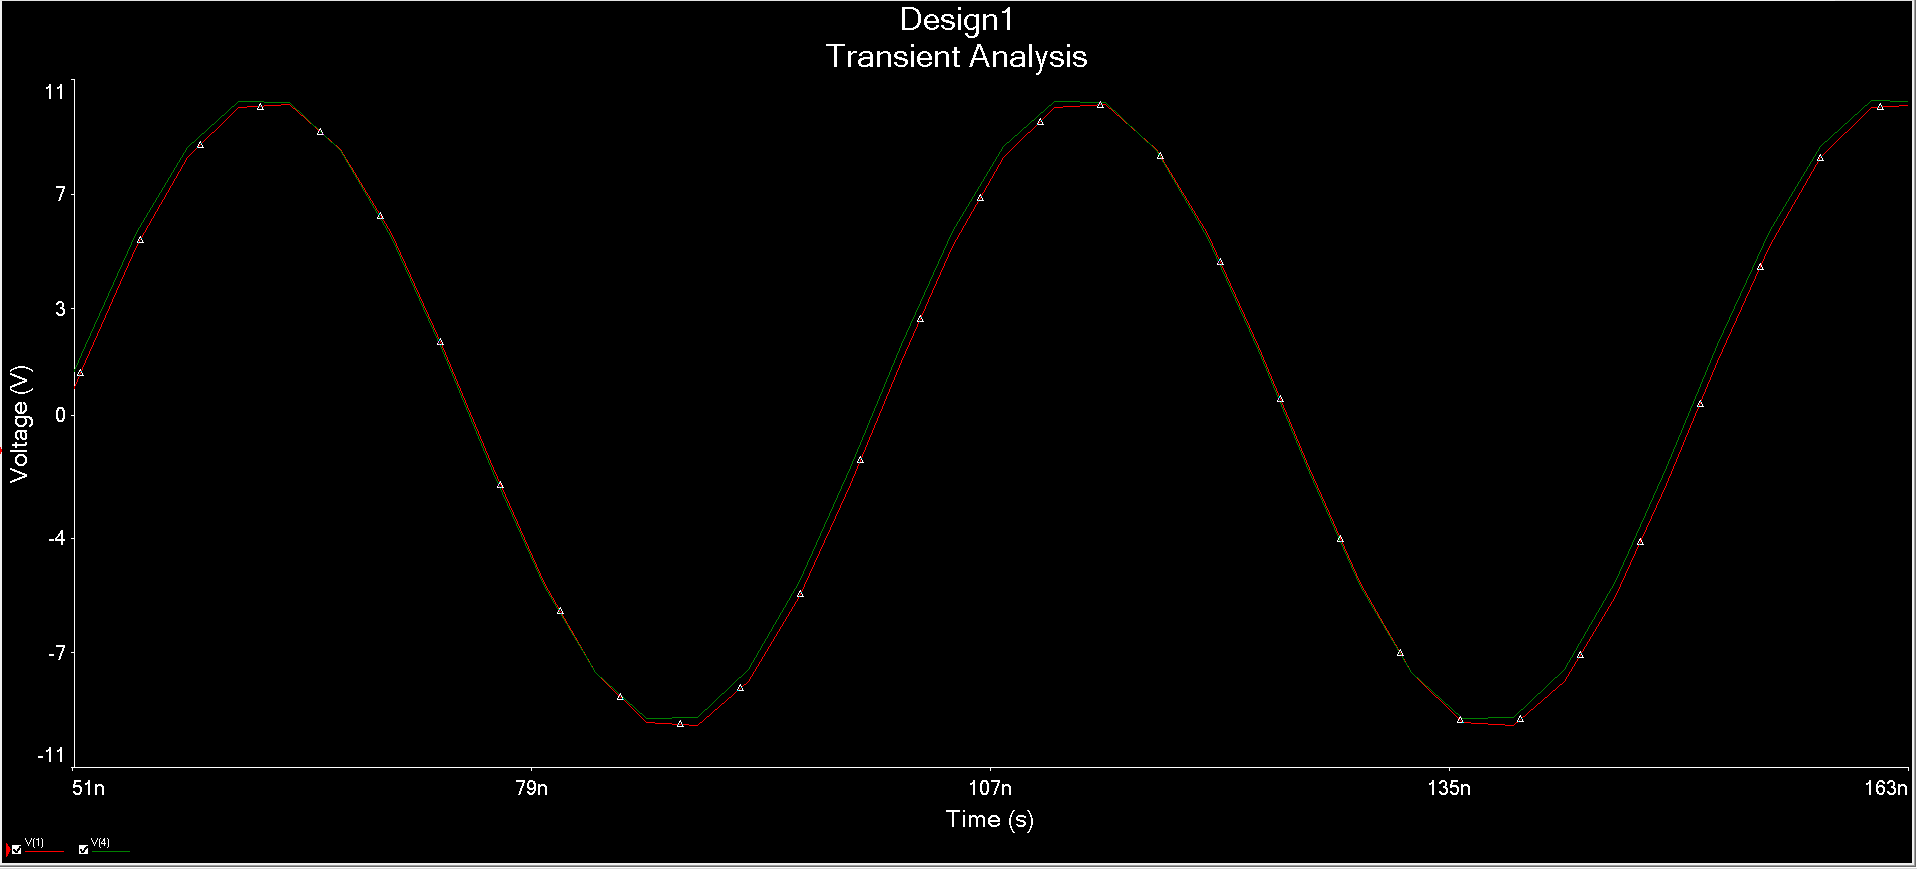 Design1
Transient Analysis
11
7
3
0
-4
-7
-11
Voltage (V)
51n 79n 107n 135n 163n
Time (s)
V(1) V(4)